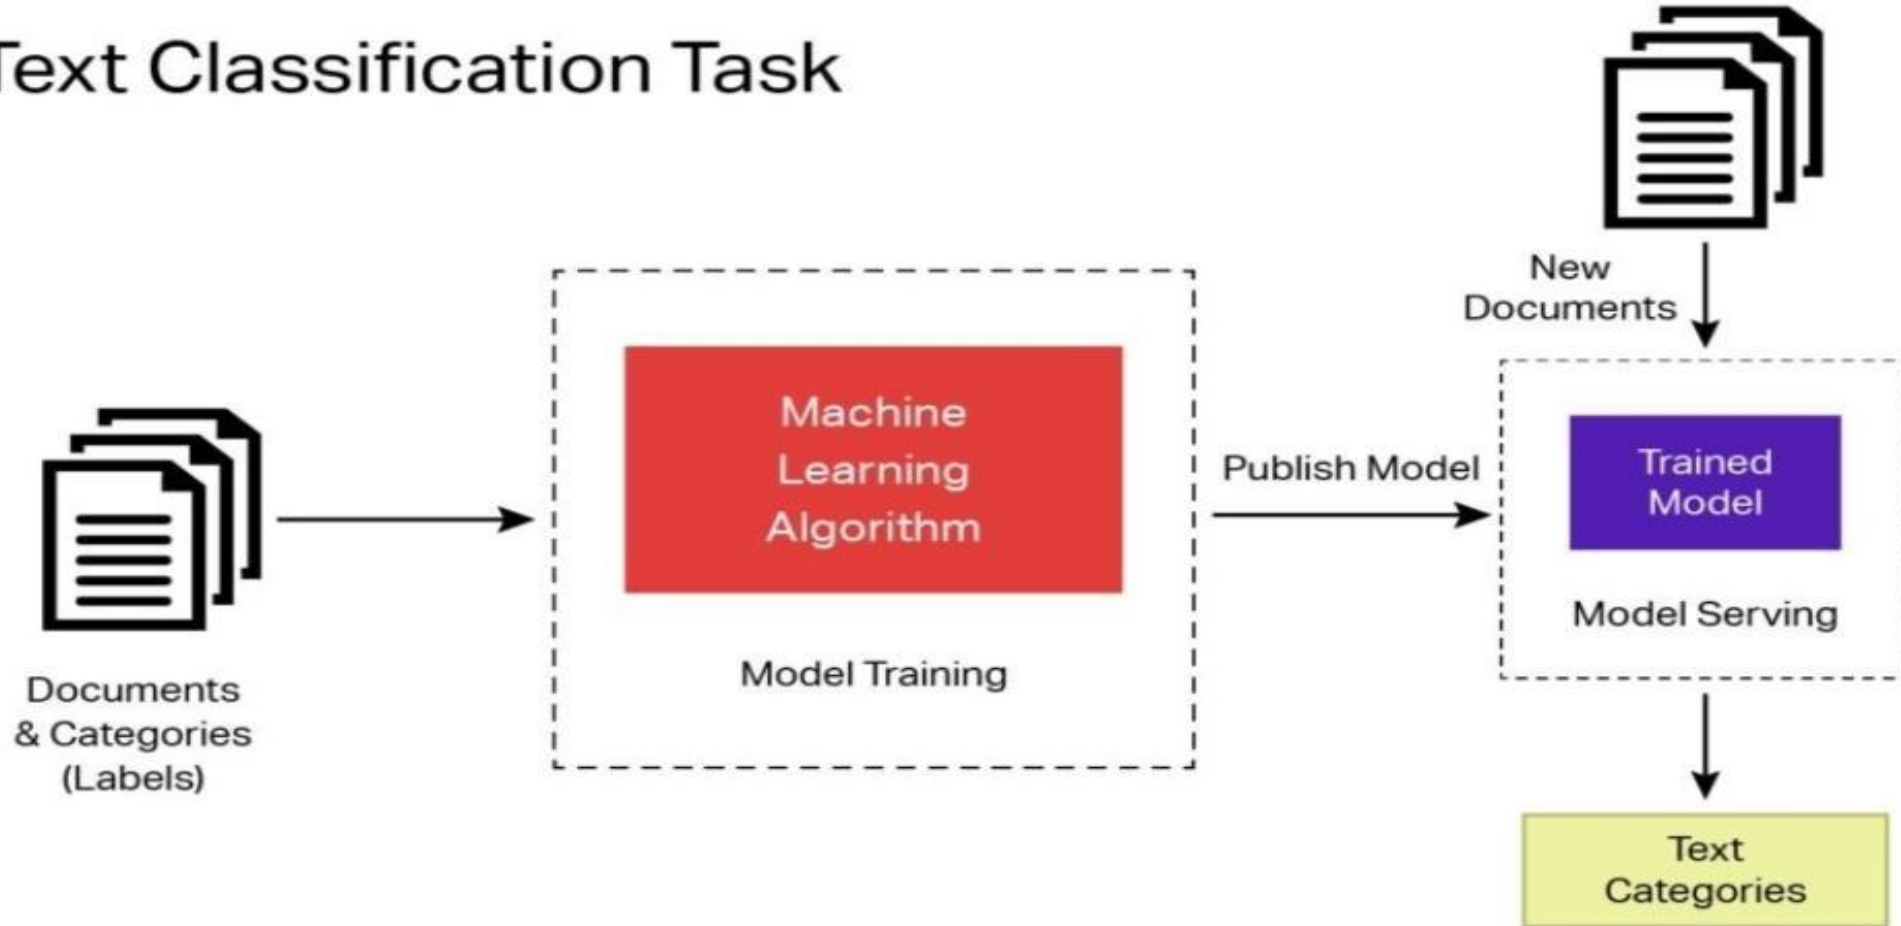 Text Classification Task
New
Documents
Machine
Learning
Algorithm
Model Training
Publish Model
Trained
Model
Model Serving
Documents
& Categories
(Labels)
Text
Categories